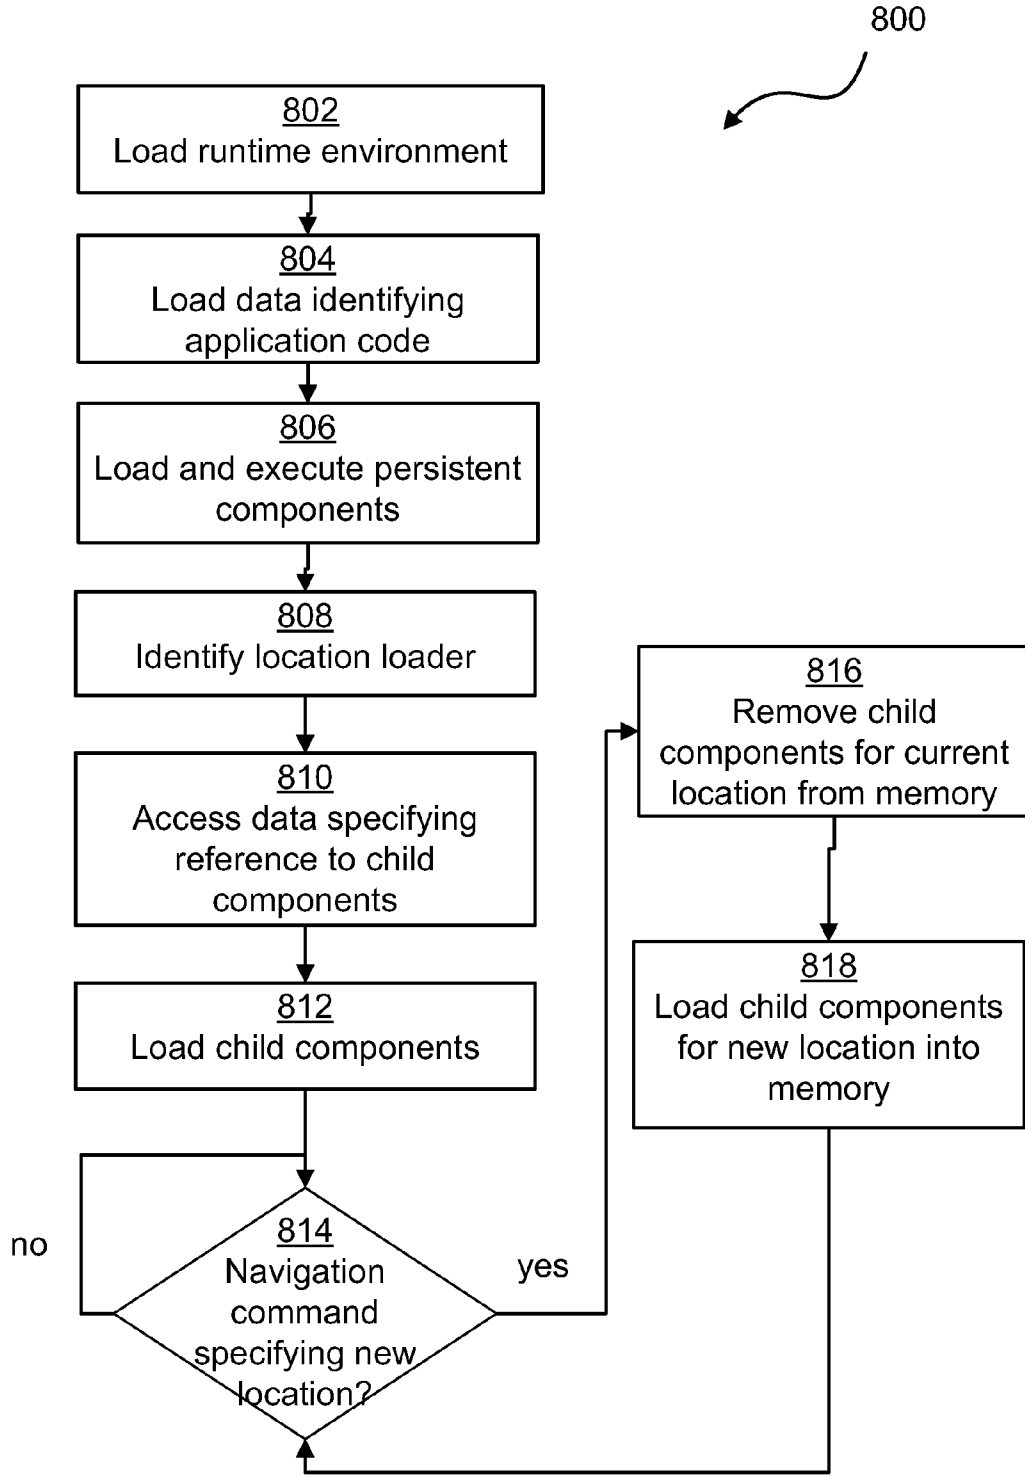 800
802
Load runtime environment
804
Load data identifying
application code
806
Load and execute persistent
components
808
Identify location loader
810
Access data specifying
reference to child
components
812
Load child components
814
Navigation
command
specifying new
location?
no
yes
816
Remove child
components for current
location from memory
818
Load child components
for new location into
memory